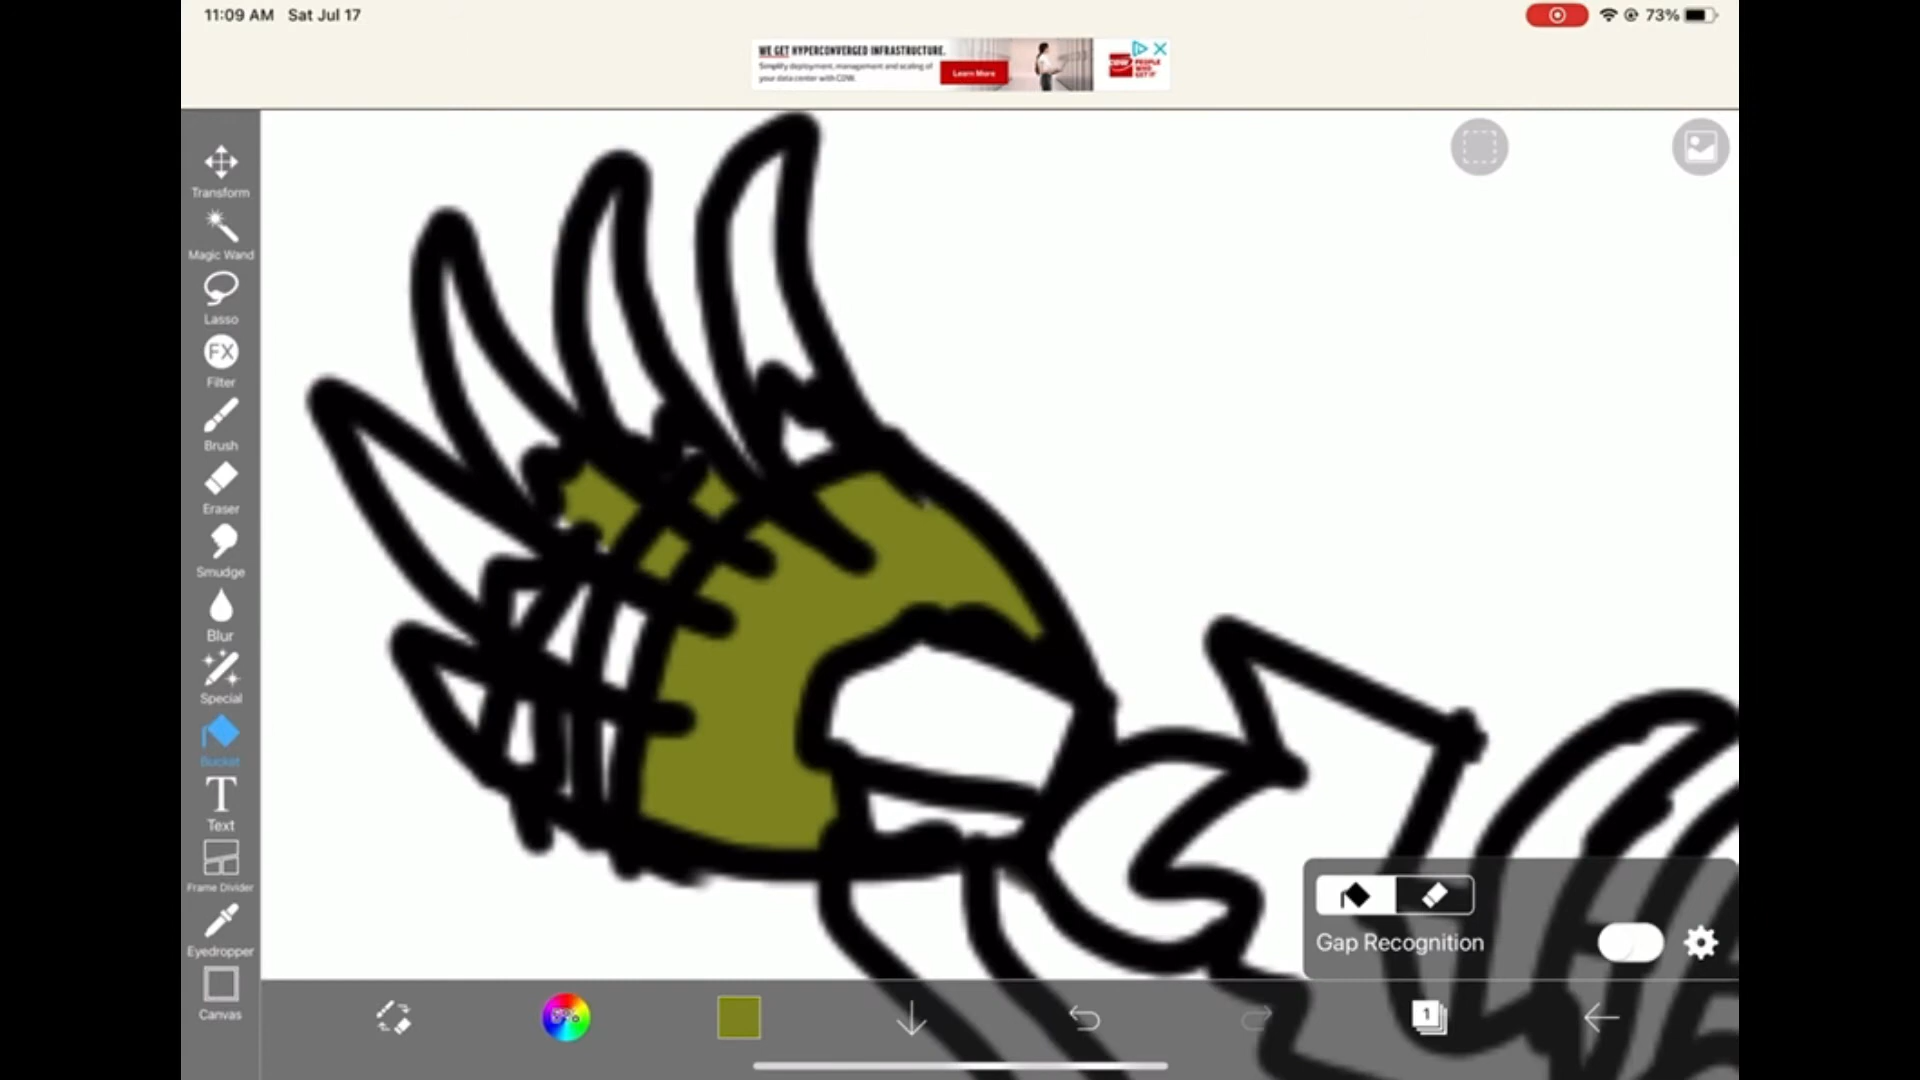 11:09 AM Sat Jul 17
73%
WE GET HYPERCONVERGED INFRASTRUCTURE.
Simplify deployment, management and scaling of
your data center with CDW.
Learn More
CDW
PEOPLE
WHO
GET IT
Transform
Magic Wand
Lasso
FX
Filter
Brush
Eraser
Smudge
Blur
Special
Bucket
T
Text
Frame Divider
Eyedropper
Canvas
Gap Recognition
1